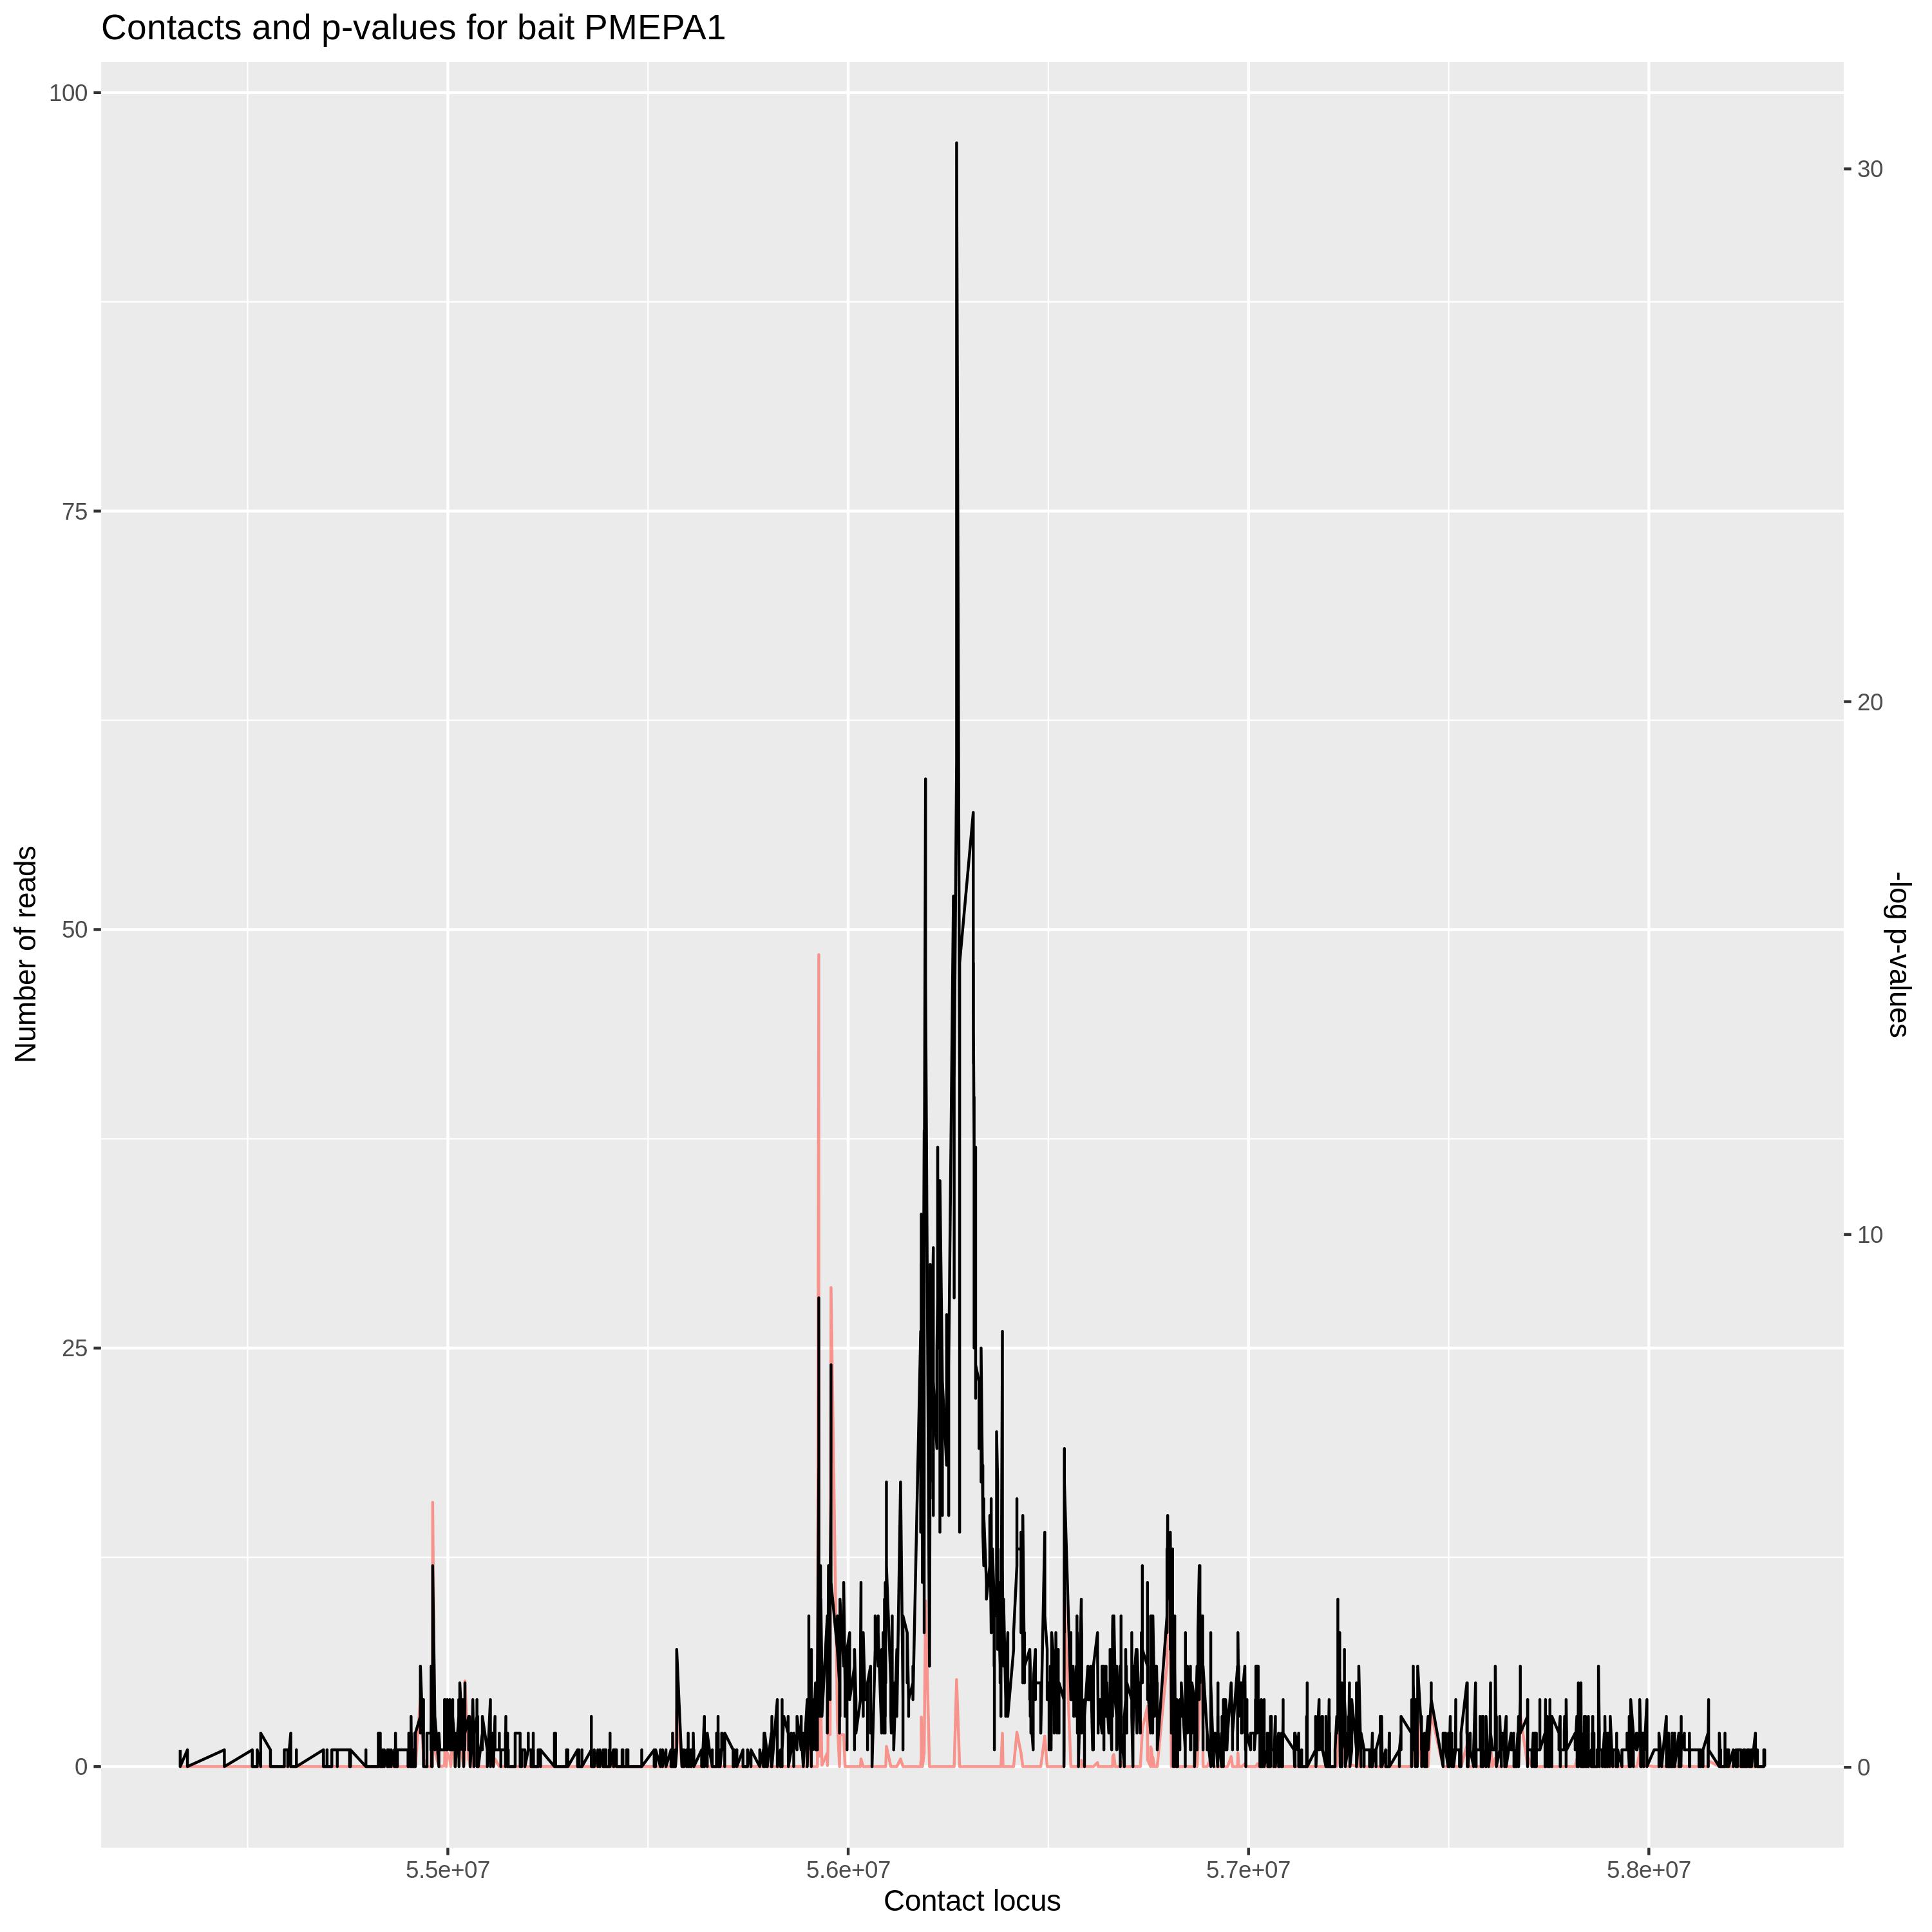 Contacts and p-values for bait PMEPA1
100
75
50
25
0
Number of reads
30
20
10
0
-log p-values
5.5e+07 5.6e+07 5.7e+07 5.8e+07
Contact locus